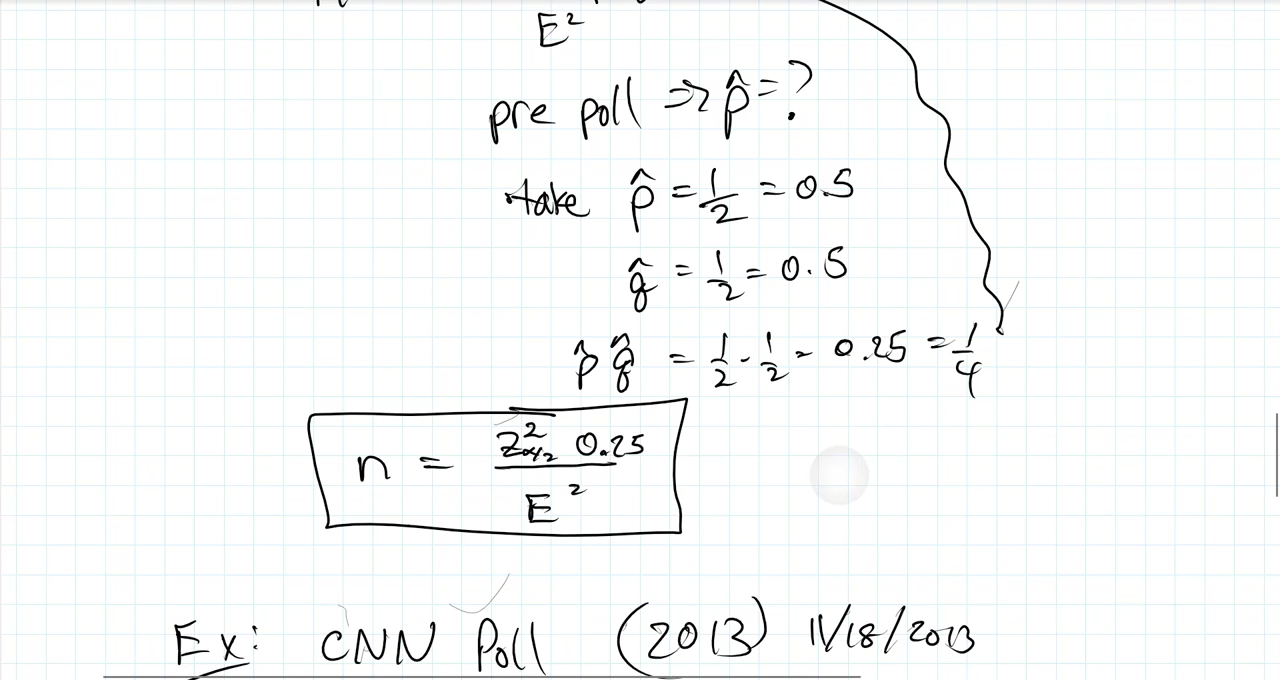 E²
pre poll ⇒ p̂ = ?
take p̂ = 1/2 = 0.5
q̂ = 1/2 = 0.5
p̂ q̂ = 1/2 · 1/2 = 0.25 = 1/4
n = z²α/2 0.25 / E²
Ex: CNN Poll (2013) 11/18/2013